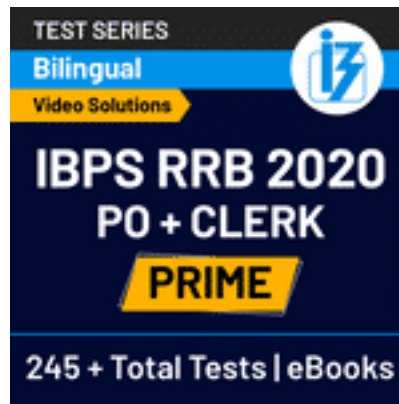 TEST SERIES
Bilingual
Video Solutions
IBPS RRB 2020
PO + CLERK
PRIME
245 + Total Tests | eBooks